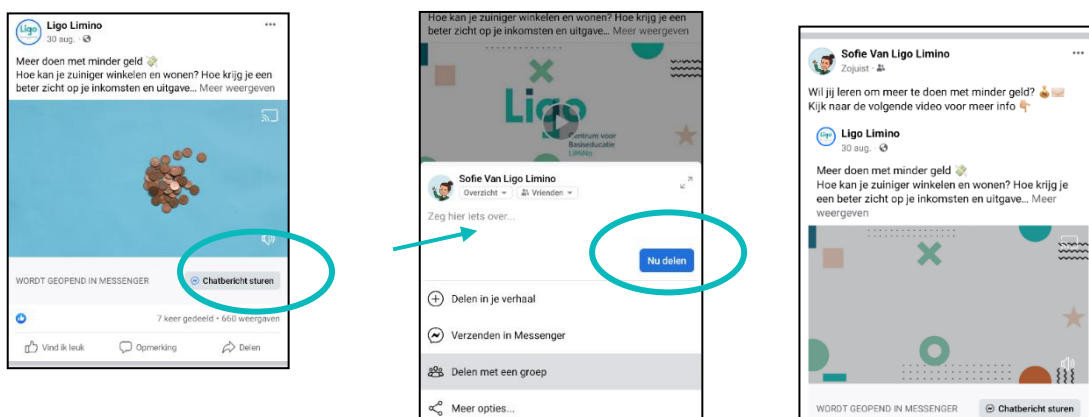 Ligo Limino
30 aug.
Meer doen met minder geld
Hoe kan je zuiniger winkelen en wonen? Hoe krijg je een
beter zicht op je inkomsten en uitgave... Meer weergeven
WORDT GEOPEND IN MESSENGER
Chatbericht sturen
7 keer gedeeld • 660 weergaven
Vind ik leuk
Opmerking
Delen
Hoe kan je zuiniger winkelen en wonen? Hoe krijg je een
beter zicht op je inkomsten en uitgave... Meer weergeven
Ligo
Centrum voor
Basiseducatie
LiMiNo
Sofie Van Ligo Limino
Overzicht
Vrienden
Zeg hier iets over...
Nu delen
Delen in je verhaal
Verzenden in Messenger
Delen met een groep
Meer opties...
Sofie Van Ligo Limino
Zojuist
Wil jij leren om meer te doen met minder geld?
Kijk naar de volgende video voor meer info
Ligo Limino
30 aug.
Meer doen met minder geld
Hoe kan je zuiniger winkelen en wonen? Hoe krijg je
een beter zicht op je inkomsten en uitgave... Meer
weergeven
WORDT GEOPEND IN MESSENGER
Chatbericht sturen